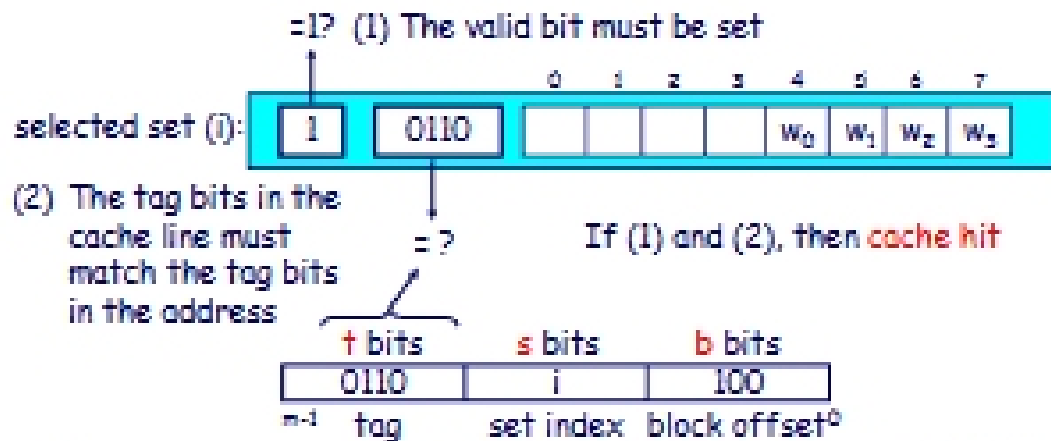 =1? (1) The valid bit must be set
0 1 2 3 4 5 6 7
selected set (i): 1 0110 w0 w1 w2 w3
(2) The tag bits in the
cache line must
match the tag bits
in the address
= ?
If (1) and (2), then cache hit
t bits s bits b bits
0110 i 100
m-1 tag set index block offset 0